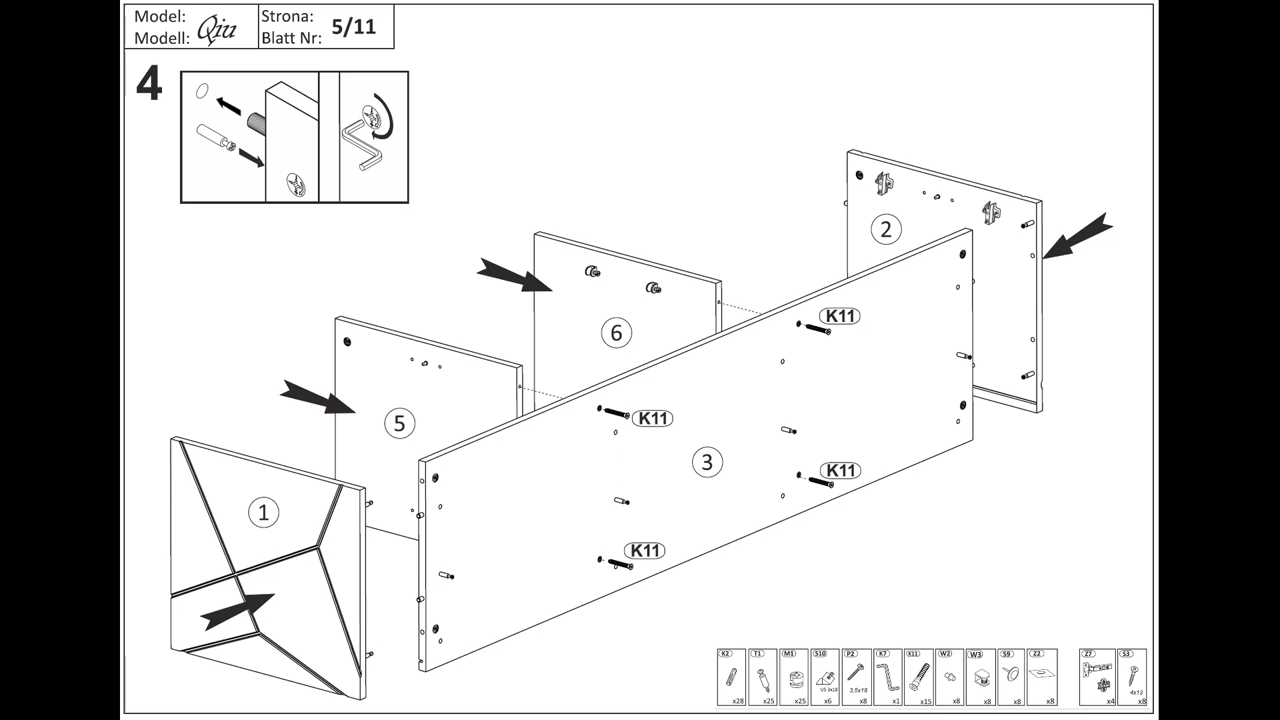 Model: Qiu
Modell:
Strona: 5/11
Blatt Nr:
4
2
K11
6
K11
5
3
K11
1
K11
K2 T1 M1 S10 P2 K7 K11 W2 W3 S9 Z2 Z7 S3
US 3x18 3,5x18 4x13
x28 x25 x25 x6 x8 x1 x15 x8 x8 x8 x8 x4 x8